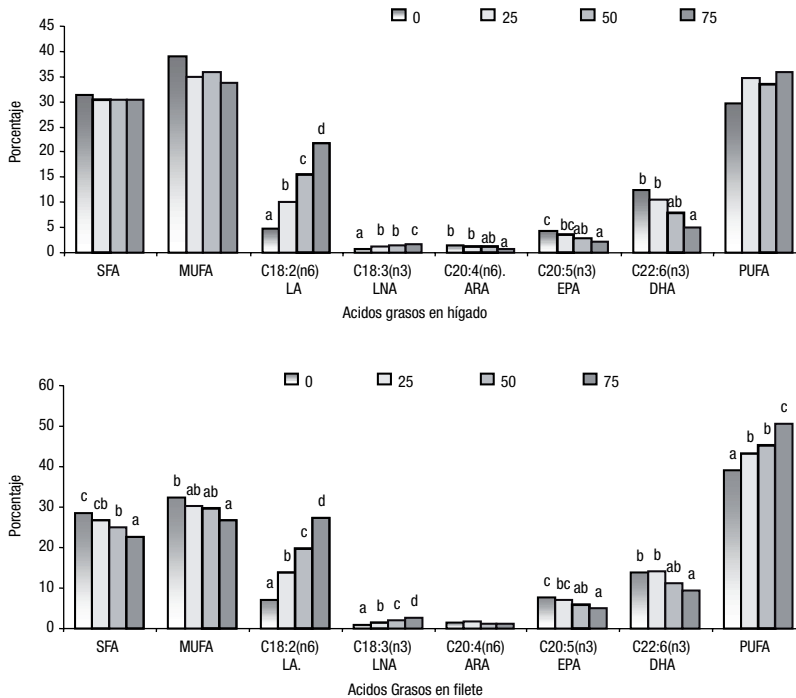 0 25 50 75
45
40
35
30
25
20
15
10
5
0
Porcentaje
a b c d
a b b c
b b ab a
c bc ab a
b b ab a
SFA MUFA C18:2(n6) C18:3(n3) C20:4(n6). C20:5(n3) C22:6(n3) PUFA
LA LNA ARA EPA DHA
Acidos grasos en hígado
0 25 50 75
60
50
40
30
20
10
0
Porcentaje
c cb b a
b ab ab a
a b c d
a b c d
c bc ab a
b b ab a
a b b c
SFA MUFA C18:2(n6) C18:3(n3) C20:4(n6) C20:5(n3) C22:6(n3) PUFA
LA. LNA ARA EPA DHA
Acidos Grasos en filete